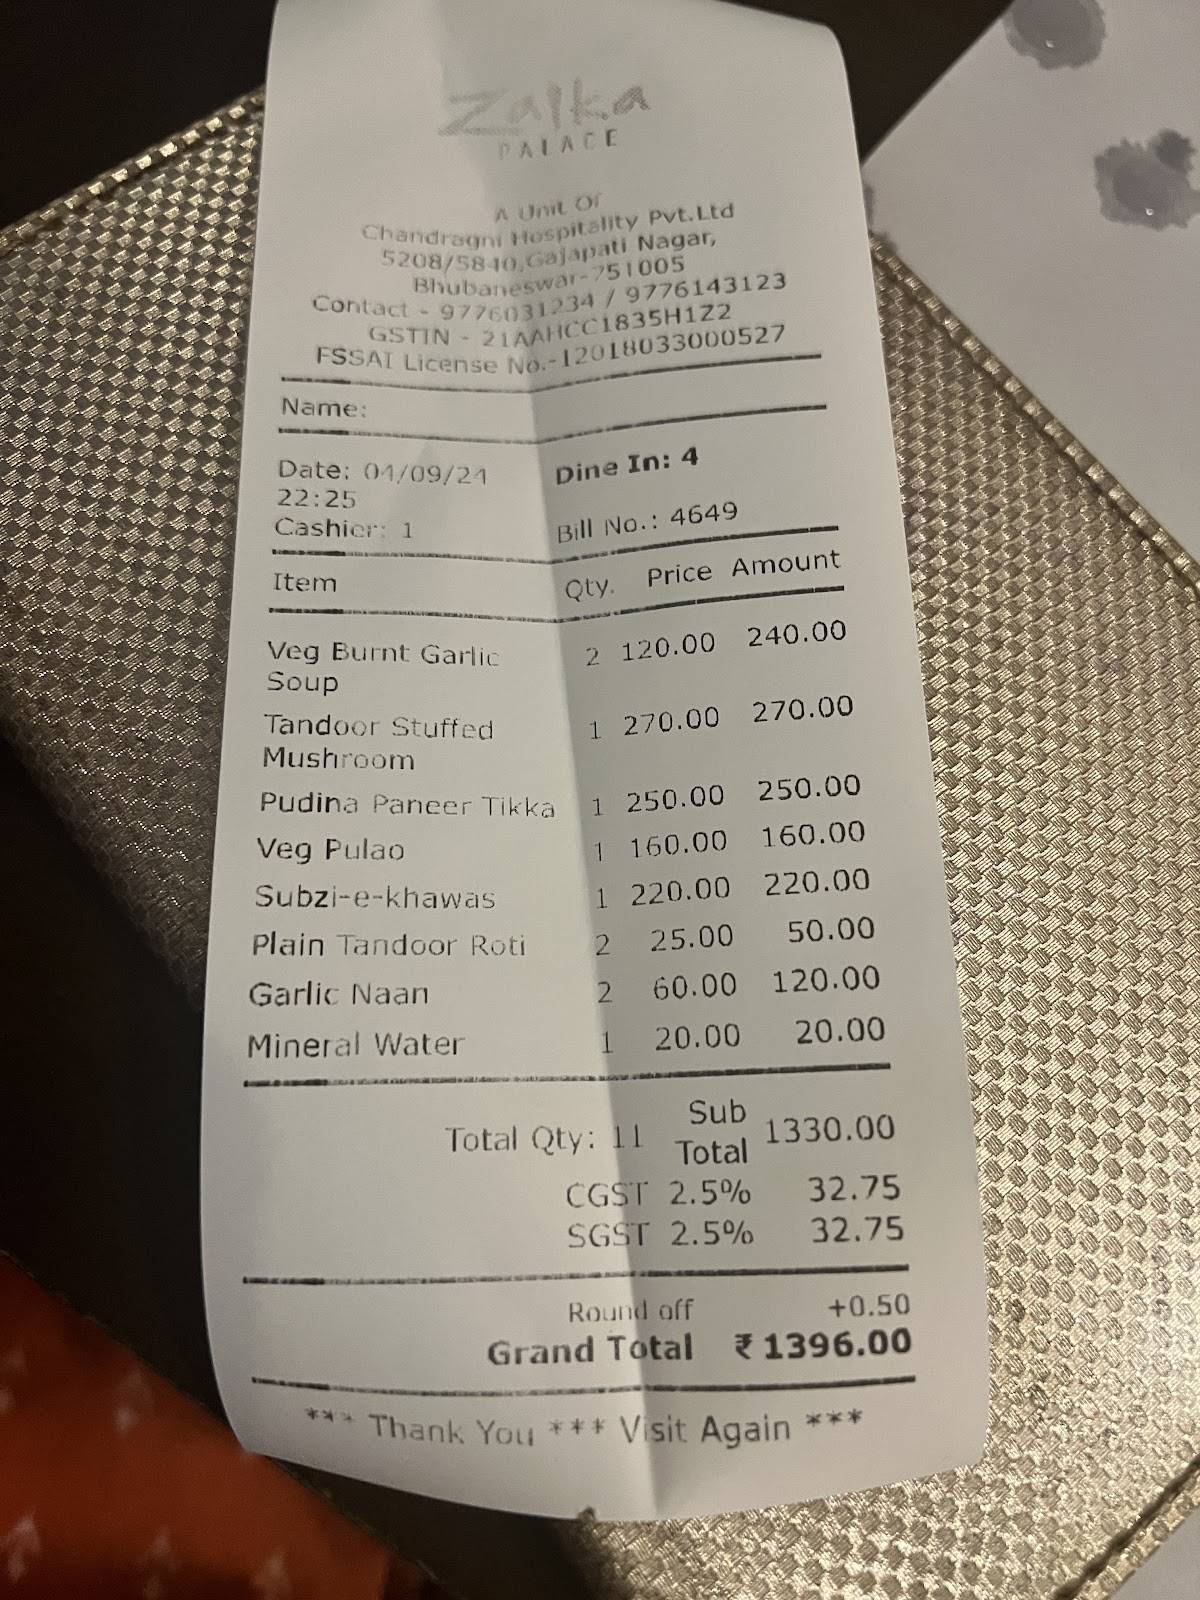 Zaika
PALACE
A Unit Of
Chandragni Hospitality Pvt.Ltd
5208/5840,Gajapati Nagar,
Bhubaneswar-751005
Contact - 9776031234 / 9776143123
GSTIN - 21AAHCC1835H1Z2
FSSAI License No.-12018033000527
Name:
Date: 04/09/24 Dine In: 4
22:25
Cashier: 1 Bill No.: 4649
Item Qty. Price Amount
Veg Burnt Garlic 2 120.00 240.00
Soup
Tandoor Stuffed 1 270.00 270.00
Mushroom
Pudina Paneer Tikka 1 250.00 250.00
Veg Pulao 1 160.00 160.00
Subzi-e-khawas 1 220.00 220.00
Plain Tandoor Roti 2 25.00 50.00
Garlic Naan 2 60.00 120.00
Mineral Water 1 20.00 20.00
Total Qty: 11 Sub Total 1330.00
CGST 2.5% 32.75
SGST 2.5% 32.75
Round off +0.50
Grand Total ₹ 1396.00
*** Thank You *** Visit Again ***